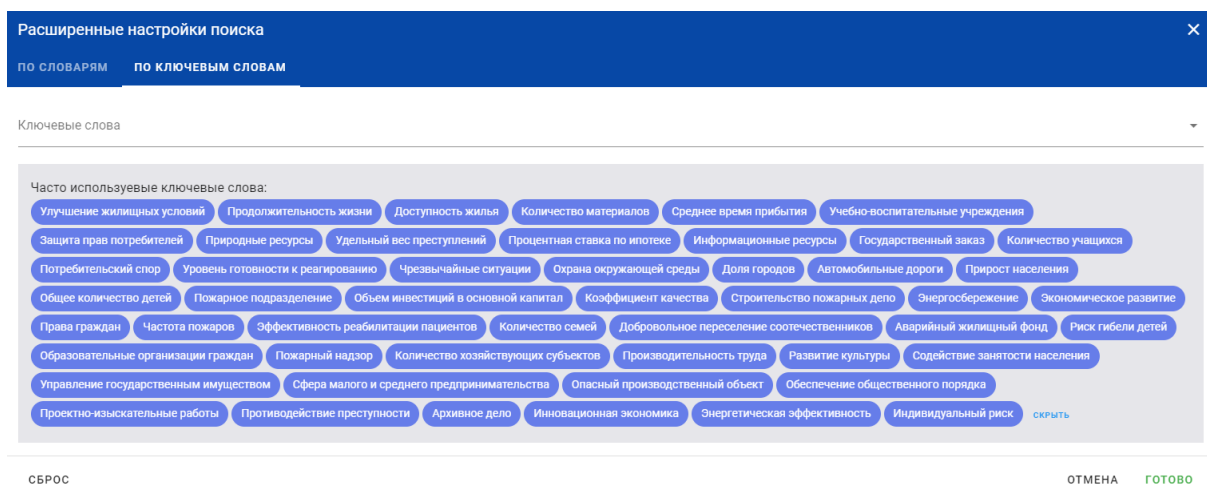 Расширенные настройки поиска ×
ПО СЛОВАРЯМ ПО КЛЮЧЕВЫМ СЛОВАМ
Ключевые слова
Часто используевые ключевые слова:
Улучшение жилищных условий Продолжительность жизни Доступность жилья Количество материалов Среднее время прибытия Учебно-воспитательные учреждения
Защита прав потребителей Природные ресурсы Удельный вес преступлений Процентная ставка по ипотеке Информационные ресурсы Государственный заказ Количество учащихся
Потребительский спор Уровень готовности к реагированию Чрезвычайные ситуации Охрана окружающей среды Доля городов Автомобильные дороги Прирост населения
Общее количество детей Пожарное подразделение Объем инвестиций в основной капитал Коэффициент качества Строительство пожарных депо Энергосбережение Экономическое развитие
Права граждан Частота пожаров Эффективность реабилитации пациентов Количество семей Добровольное переселение соотечественников Аварийный жилищный фонд Риск гибели детей
Образовательные организации граждан Пожарный надзор Количество хозяйствующих субъектов Производительность труда Развитие культуры Содействие занятости населения
Управление государственным имуществом Сфера малого и среднего предпринимательства Опасный производственный объект Обеспечение общественного порядка
Проектно-изыскательные работы Противодействие преступности Архивное дело Инновационная экономика Энергетическая эффективность Индивидуальный риск СКРЫТЬ
СБРОС ОТМЕНА ГОТОВО